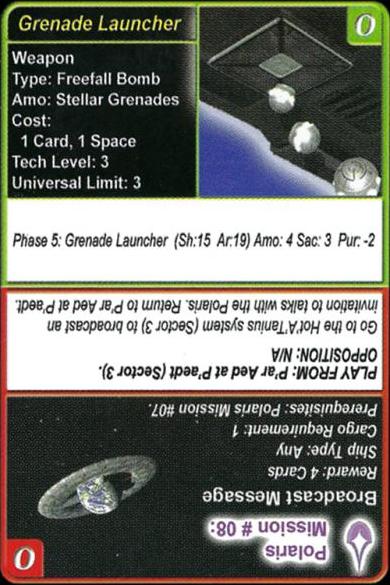 Grenade Launcher
0
Weapon
Type: Freefall Bomb
Amo: Stellar Grenades
Cost:
1 Card, 1 Space
Tech Level: 3
Universal Limit: 3
Phase 5: Grenade Launcher (Sh:15 Ar:19) Amo: 4 Sac: 3 Pur: -2
0
Polaris
Mission # 08:
Broadcast Message
Reward: 4 Cards
Ship Type: Any
Cargo Requirement: 1
Prerequisites: Polaris Mission #07.
PLAY FROM: P'ar Aed at P'aedt (Sector 3).
OPPOSITION: N/A
Go to the Hot'A'Tanius system (Sector 3) to broadcast an
invitation to talks with the Polaris. Return to P'ar Aed at P'aedt.